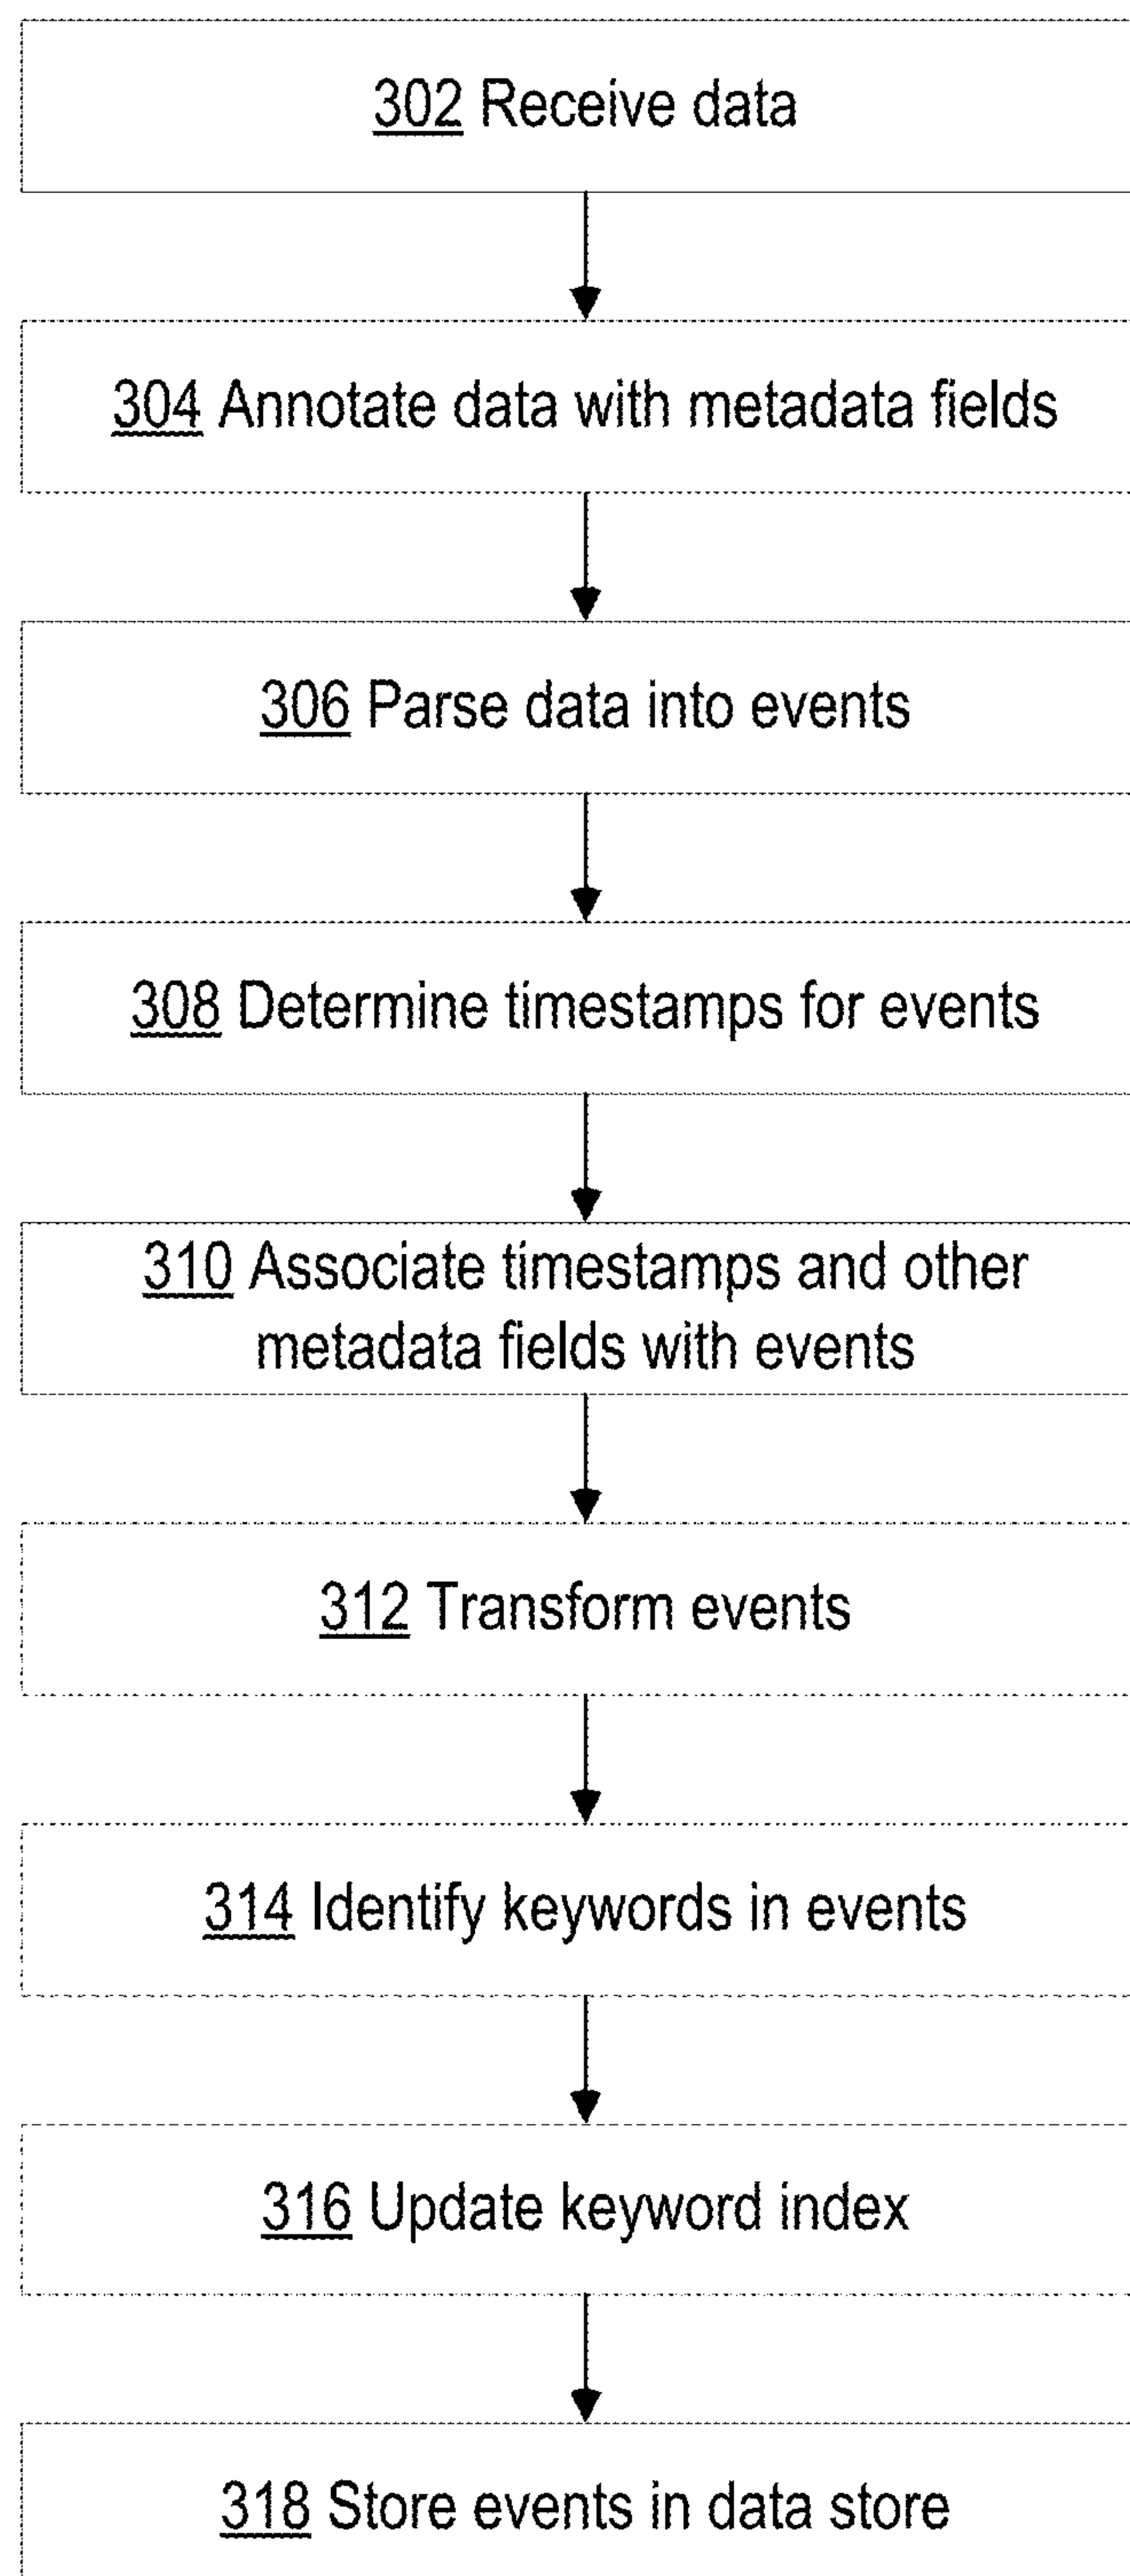 302 Receive data
304 Annotate data with metadata fields
306 Parse data into events
308 Determine timestamps for events
310 Associate timestamps and other
metadata fields with events
312 Transform events
314 Identify keywords in events
316 Update keyword index
318 Store events in data store